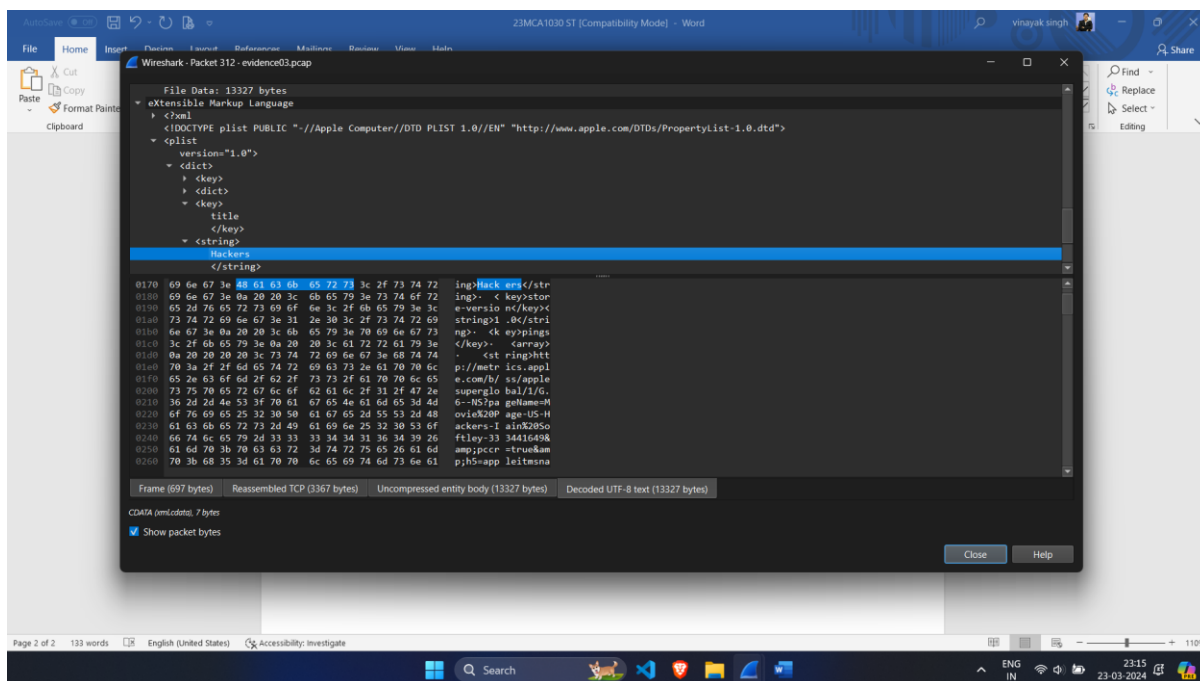 AutoSave Off 23MCA1030 ST [Compatibility Mode] - Word vinayak singh
File Home Insert Design Layout References Mailings Review View Help Share
Paste
Cut
Copy
Format Painte
Clipboard
Find
Replace
Select
Editing
Wireshark · Packet 312 · evidence03.pcap
File Data: 13327 bytes
eXtensible Markup Language
<?xml
<!DOCTYPE plist PUBLIC "-//Apple Computer//DTD PLIST 1.0//EN" "http://www.apple.com/DTDs/PropertyList-1.0.dtd">
<plist
version="1.0">
<dict>
<key>
<dict>
<key>
title
</key>
<string>
Hackers
</string>
0170 69 6e 67 3e 48 61 63 6b 65 72 73 3c 2f 73 74 72 ing>Hack ers</str
0180 69 6e 67 3e 0a 20 20 3c 6b 65 79 3e 73 74 6f 72 ing>· < key>stor
0190 65 2d 76 65 72 73 69 6f 6e 3c 2f 6b 65 79 3e 3c e-versio n</key><
01a0 73 74 72 69 6e 67 3e 31 2e 30 3c 2f 73 74 72 69 string>1 .0</stri
01b0 6e 67 3e 0a 20 20 3c 6b 65 79 3e 70 69 6e 67 73 ng>· <k ey>pings
01c0 3c 2f 6b 65 79 3e 0a 20 20 3c 61 72 72 61 79 3e </key>· <array>
01d0 0a 20 20 20 20 3c 73 74 72 69 6e 67 3e 68 74 74 · <st ring>htt
01e0 70 3a 2f 2f 6d 65 74 72 69 63 73 2e 61 70 70 6c p://metr ics.appl
01f0 65 2e 63 6f 6d 2f 62 2f 73 73 2f 61 70 70 6c 65 e.com/b/ ss/apple
0200 73 75 70 65 72 67 6c 6f 62 61 6c 2f 31 2f 47 2e superglo bal/1/G.
0210 36 2d 2d 4e 53 3f 70 61 67 65 4e 61 6d 65 3d 4d 6--NS?pa geName=M
0220 6f 76 69 65 25 32 30 50 61 67 65 2d 55 53 2d 48 ovie%20P age-US-H
0230 61 63 6b 65 72 73 2d 49 61 69 6e 25 32 30 53 6f ackers-I ain%20So
0240 66 74 6c 65 79 2d 33 33 33 34 34 31 36 34 39 26 ftley-33 3441649&
0250 61 6d 70 3b 70 63 63 72 3d 74 72 75 65 26 61 6d amp;pccr =true&am
0260 70 3b 68 35 3d 61 70 70 6c 65 69 74 6d 73 6e 61 p;h5=app leitmsna
Frame (697 bytes) Reassembled TCP (3367 bytes) Uncompressed entity body (13327 bytes) Decoded UTF-8 text (13327 bytes)
CDATA (xml.cdata), 7 bytes
Show packet bytes
Close Help
Page 2 of 2 133 words English (United States) Accessibility: Investigate 110%
Search ENG 23:15
IN 23-03-2024